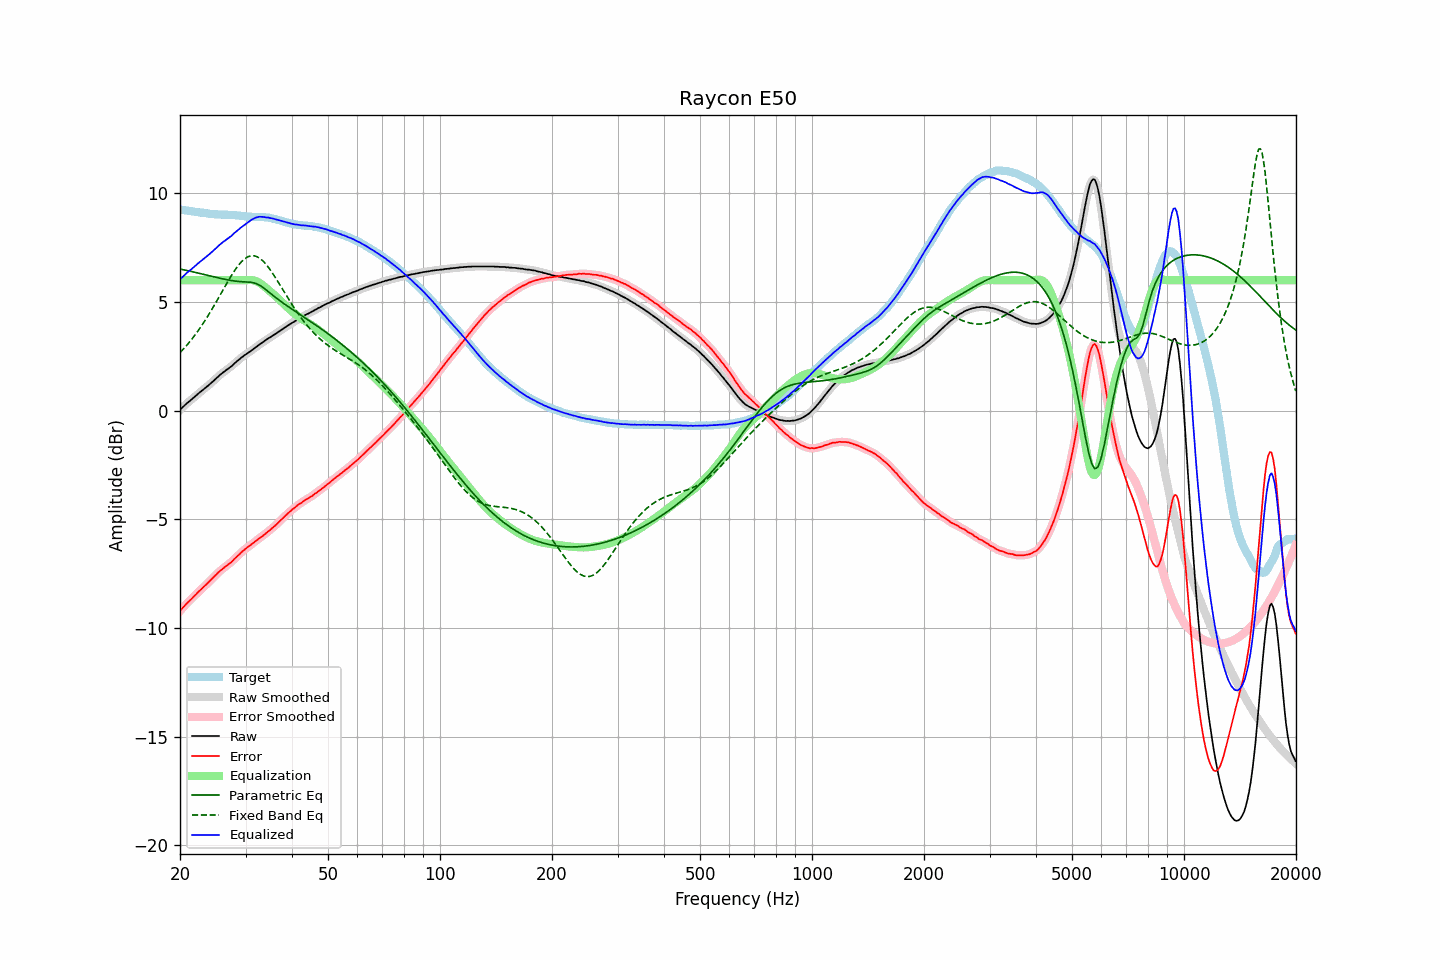 Raycon E50
Amplitude (dBr)
10
5
0
−5
−10
−15
−20
Target
Raw Smoothed
Error Smoothed
Raw
Error
Equalization
Parametric Eq
Fixed Band Eq
Equalized
20 50 100 200 500 1000 2000 5000 10000 20000
Frequency (Hz)